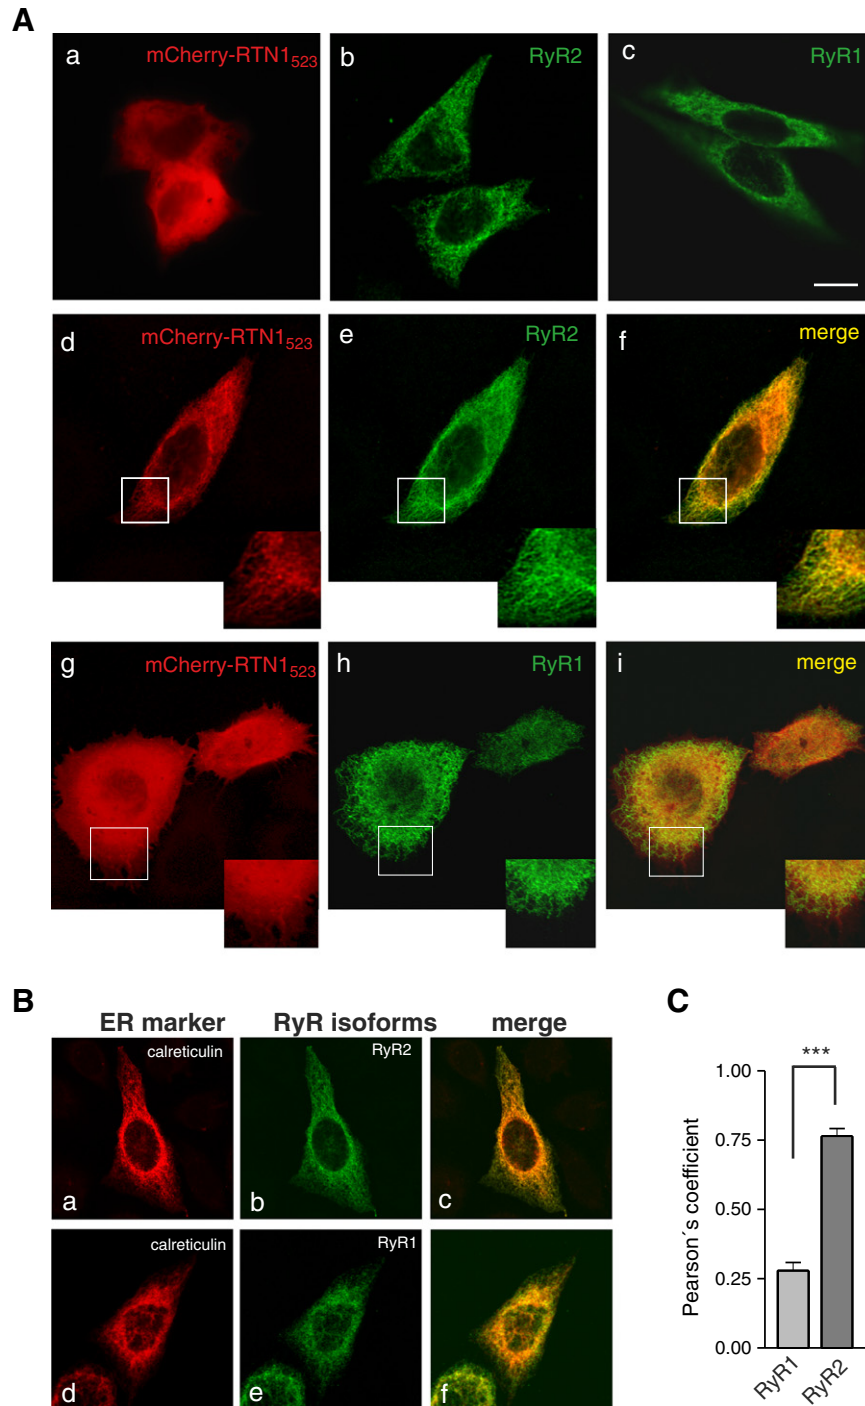 A
a mCherry-RTN1523
b RyR2
c RyR1
d mCherry-RTN1523
e RyR2
f merge
g mCherry-RTN1523
h RyR1
i merge
B
ER marker RyR isoforms merge
calreticulin
a
RyR2
b
c
calreticulin
d
RyR1
e
f
C
***
1.00
0.75
0.50
0.25
0.00
Pearson´s coefficient
RyR1
RyR2